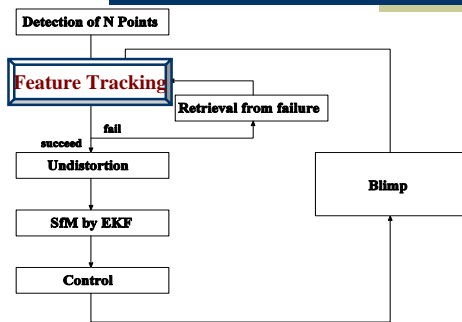 Detection of N Points
Feature Tracking
Retrieval from failure
fail
succeed
Undistortion
Blimp
SfM by EKF
Control